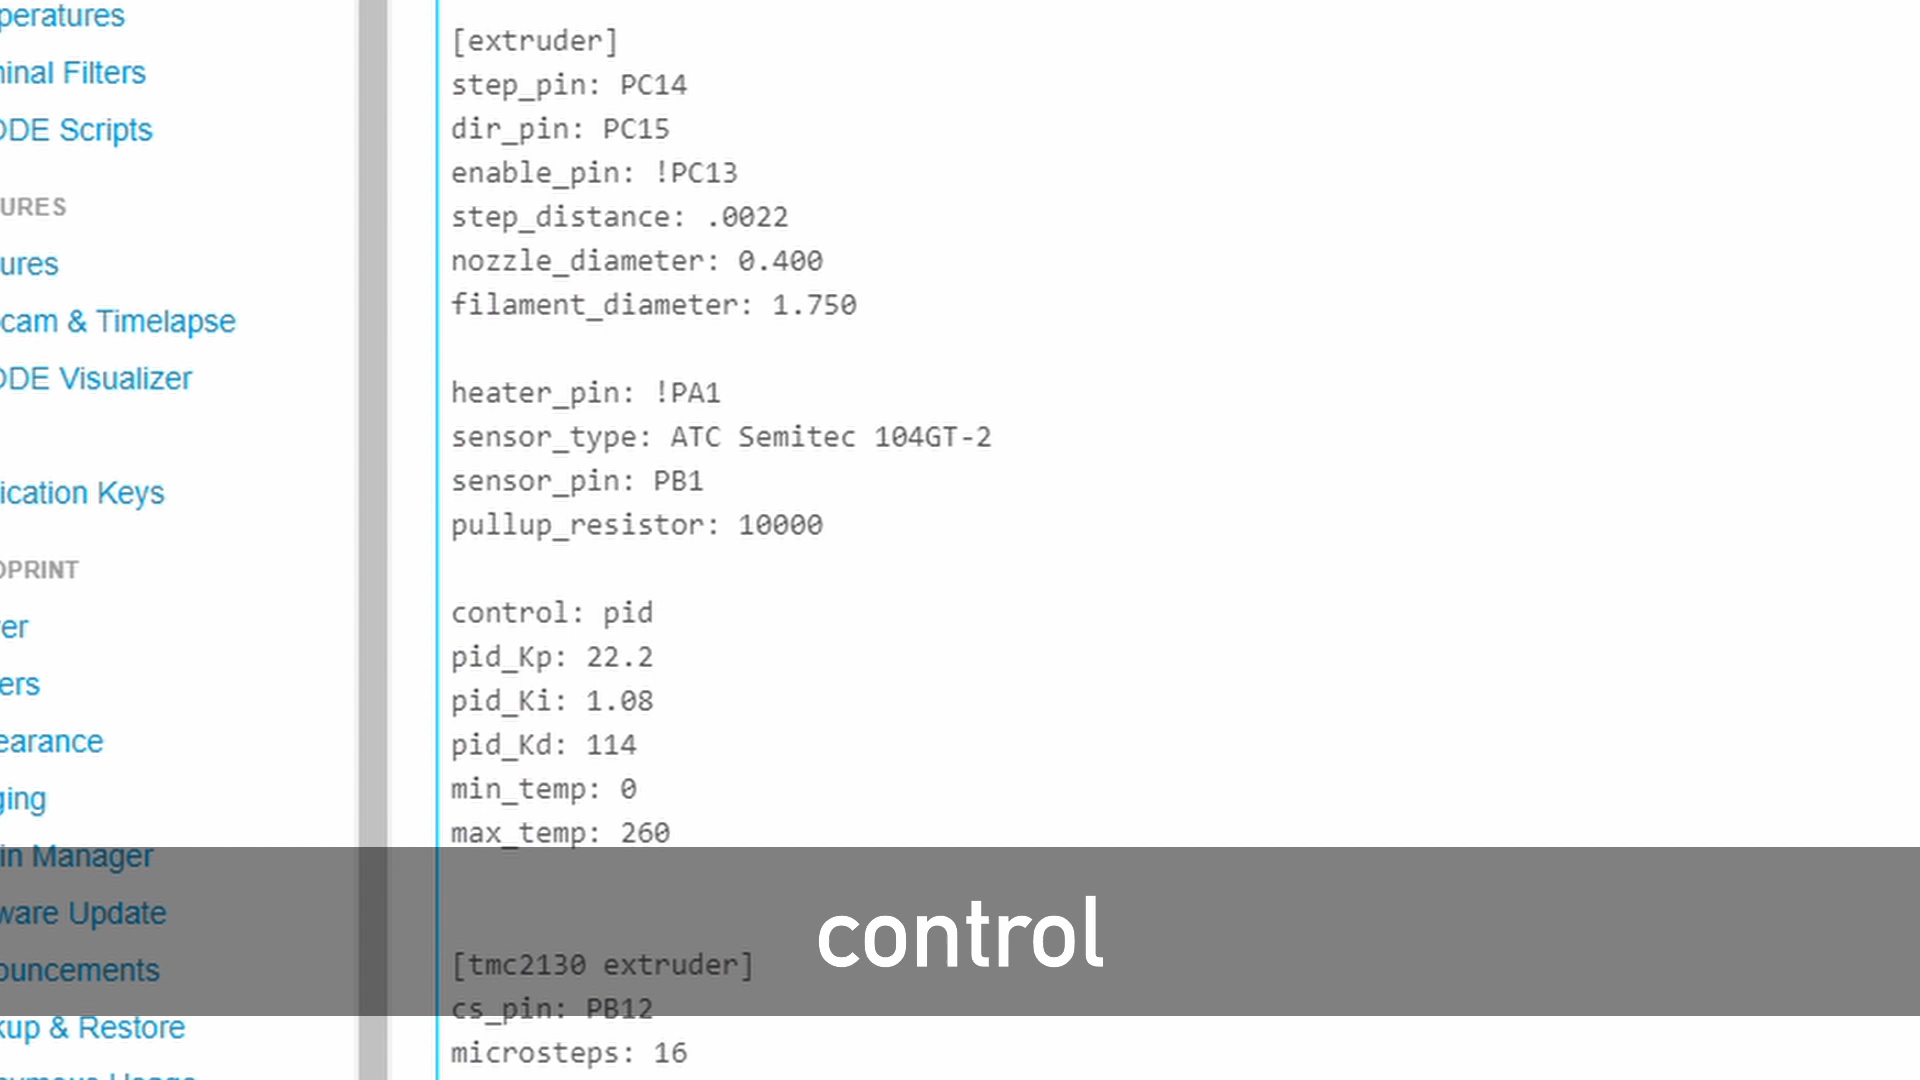 peratures
inal Filters
ODE Scripts
URES
ures
cam & Timelapse
ODE Visualizer
ication Keys
OPRINT
er
ers
earance
ging
in Manager
ware Update
ouncements
kup & Restore
[extruder]
step_pin: PC14
dir_pin: PC15
enable_pin: !PC13
step_distance: .0022
nozzle_diameter: 0.400
filament_diameter: 1.750
heater_pin: !PA1
sensor_type: ATC Semitec 104GT-2
sensor_pin: PB1
pullup_resistor: 10000
control: pid
pid_Kp: 22.2
pid_Ki: 1.08
pid_Kd: 114
min_temp: 0
max_temp: 260
[tmc2130 extruder]
cs_pin: PB12
microsteps: 16
control